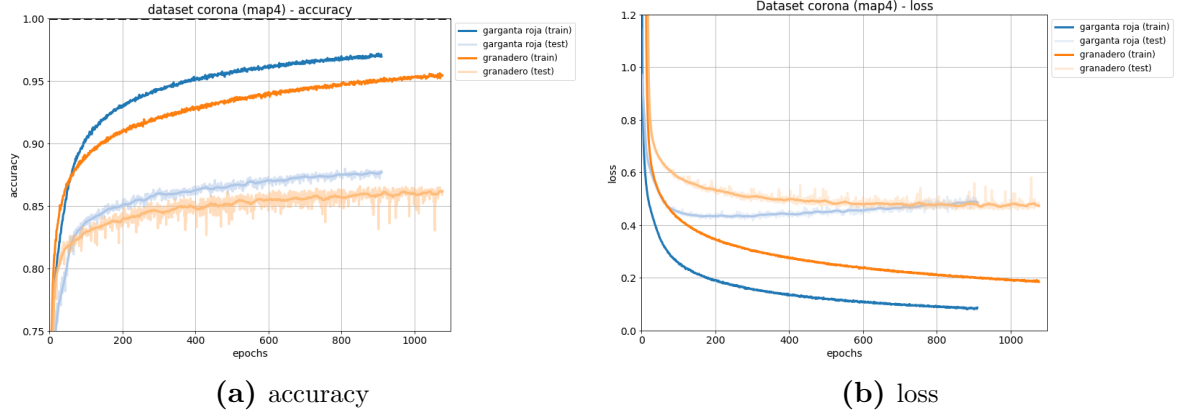 dataset corona (map4) - accuracy
1.00
0.95
0.90
0.85
0.80
0.75
accuracy
0
200
400
600
800
1000
epochs
garganta roja (train)
garganta roja (test)
granadero (train)
granadero (test)
(a) accuracy
Dataset corona (map4) - loss
1.2
1.0
0.8
0.6
0.4
0.2
0.0
loss
0
200
400
600
800
1000
epochs
garganta roja (train)
garganta roja (test)
granadero (train)
granadero (test)
(b) loss